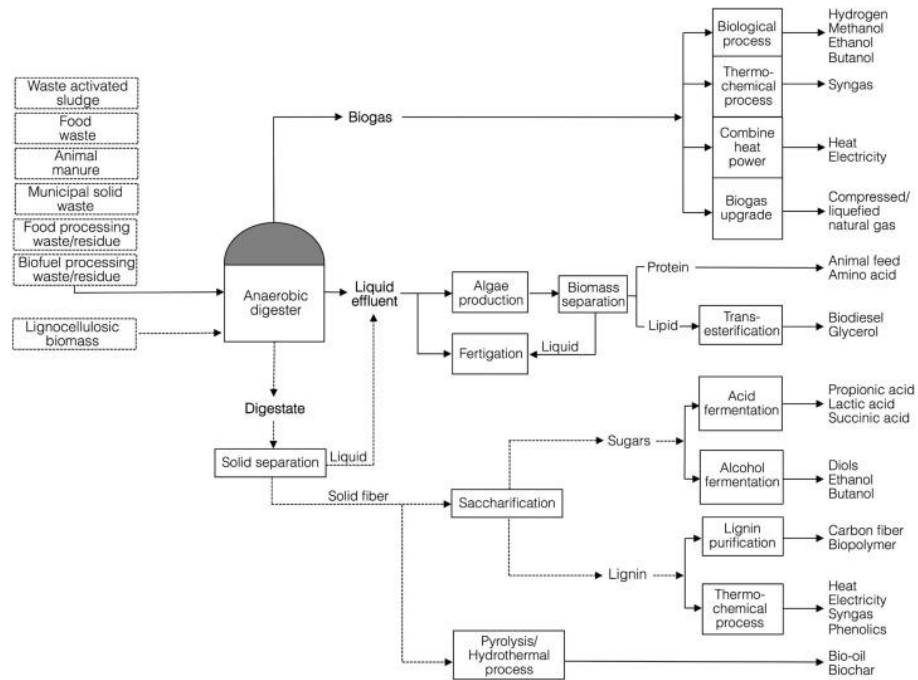 Waste activated
sludge
Food
waste
Animal
manure
Municipal solid
waste
Food processing
waste/residue
Biofuel processing
waste/residue
Lignocellulosic
biomass
Anaerobic
digester
Biogas
Biological
process
Hydrogen
Methanol
Ethanol
Butanol
Thermo-
chemical
process
Syngas
Combine
heat
power
Heat
Electricity
Biogas
upgrade
Compressed/
liquefied
natural gas
Liquid
effluent
Algae
production
Biomass
separation
Protein
Animal feed
Amino acid
Lipid
Trans-
esterification
Biodiesel
Glycerol
Fertigation
Liquid
Digestate
Solid separation
Liquid
Solid fiber
Saccharification
Sugars
Acid
fermentation
Propionic acid
Lactic acid
Succinic acid
Alcohol
fermentation
Diols
Ethanol
Butanol
Lignin
Lignin
purification
Carbon fiber
Biopolymer
Thermo-
chemical
process
Heat
Electricity
Syngas
Phenolics
Pyrolysis/
Hydrothermal
process
Bio-oil
Biochar